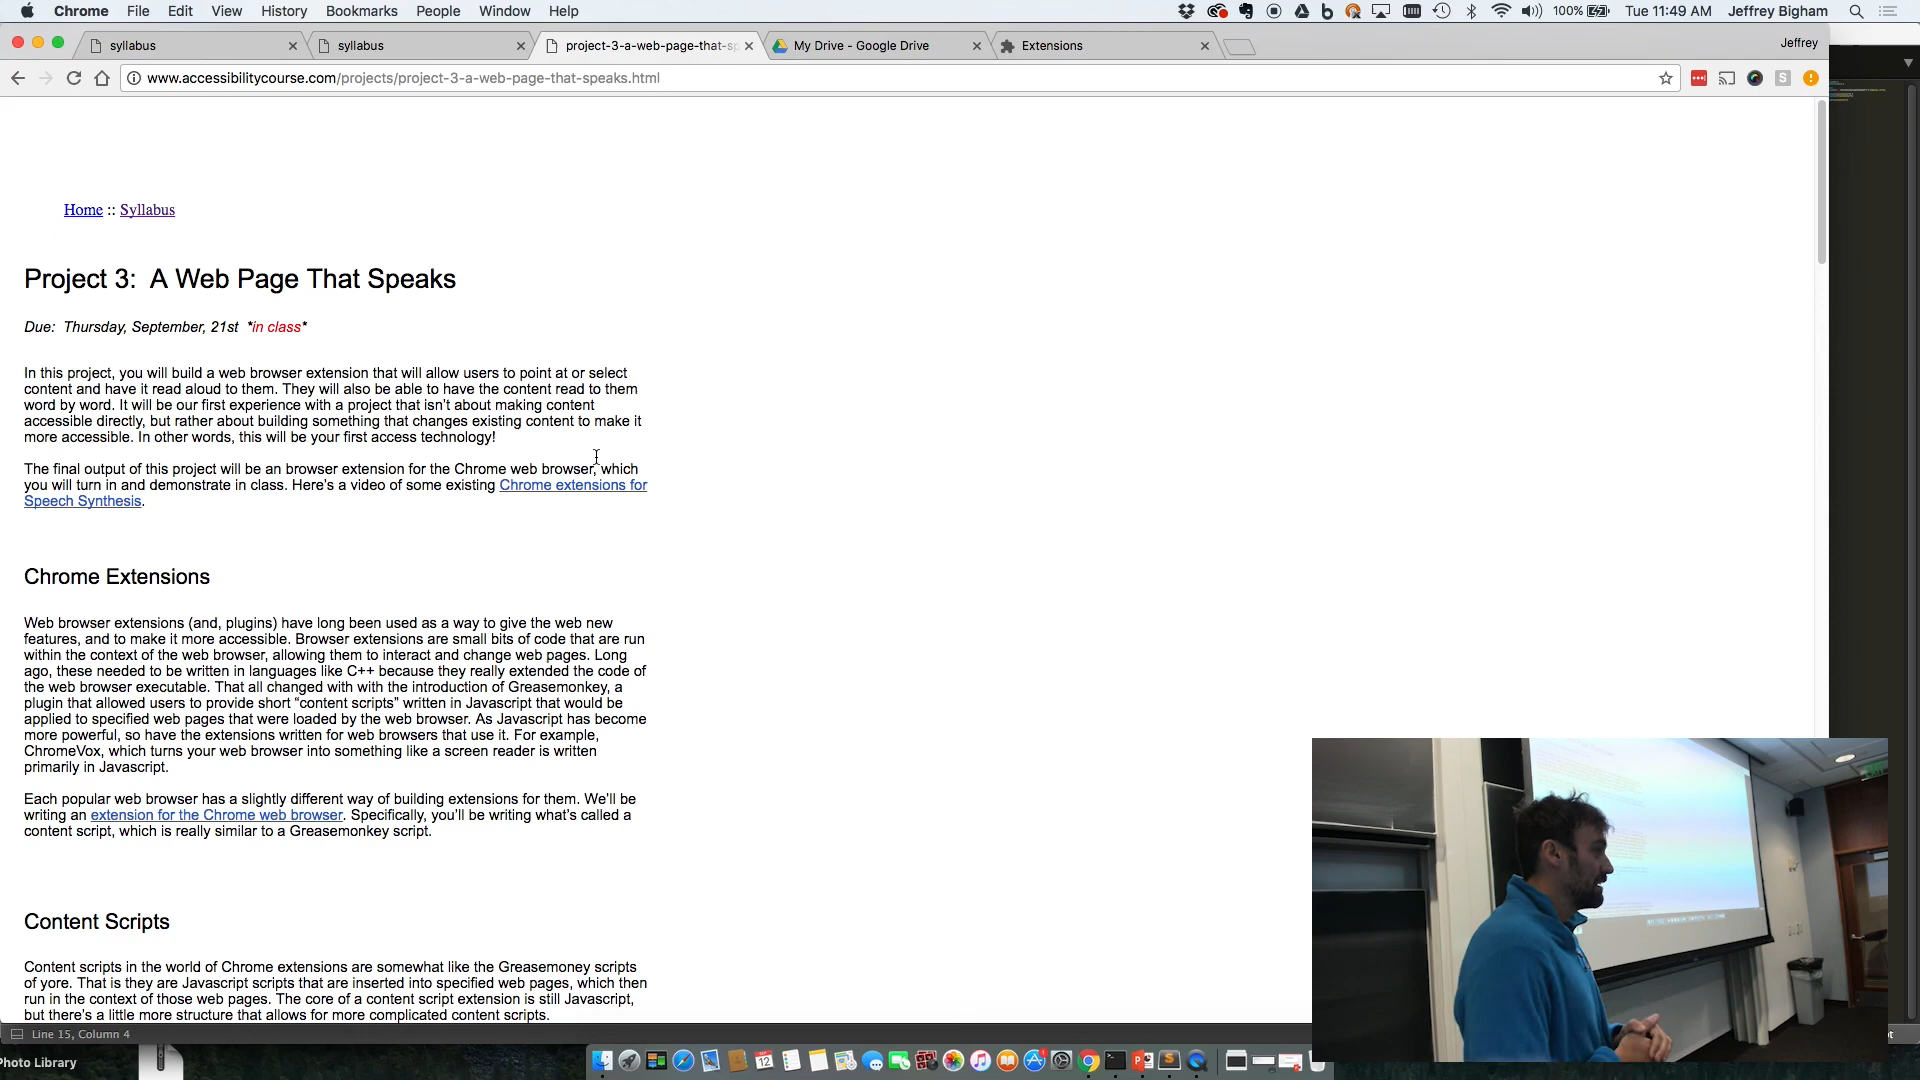 Chrome File Edit View History Bookmarks People Window Help 100% Tue 11:49 AM Jeffrey Bigham
syllabus syllabus project-3-a-web-page-that-sp My Drive - Google Drive Extensions Jeffrey
www.accessibilitycourse.com/projects/project-3-a-web-page-that-speaks.html
Home :: Syllabus
Project 3: A Web Page That Speaks
Due: Thursday, September, 21st *in class*
In this project, you will build a web browser extension that will allow users to point at or select
content and have it read aloud to them. They will also be able to have the content read to them
word by word. It will be our first experience with a project that isn't about making content
accessible directly, but rather about building something that changes existing content to make it
more accessible. In other words, this will be your first access technology!
The final output of this project will be an browser extension for the Chrome web browser, which
you will turn in and demonstrate in class. Here's a video of some existing Chrome extensions for
Speech Synthesis.
Chrome Extensions
Web browser extensions (and, plugins) have long been used as a way to give the web new
features, and to make it more accessible. Browser extensions are small bits of code that are run
within the context of the web browser, allowing them to interact and change web pages. Long
ago, these needed to be written in languages like C++ because they really extended the code of
the web browser executable. That all changed with with the introduction of Greasemonkey, a
plugin that allowed users to provide short “content scripts” written in Javascript that would be
applied to specified web pages that were loaded by the web browser. As Javascript has become
more powerful, so have the extensions written for web browsers that use it. For example,
ChromeVox, which turns your web browser into something like a screen reader is written
primarily in Javascript.
Each popular web browser has a slightly different way of building extensions for them. We'll be
writing an extension for the Chrome web browser. Specifically, you'll be writing what's called a
content script, which is really similar to a Greasemonkey script.
Content Scripts
Content scripts in the world of Chrome extensions are somewhat like the Greasemoney scripts
of yore. That is they are Javascript scripts that are inserted into specified web pages, which then
run in the context of those web pages. The core of a content script extension is still Javascript,
but there's a little more structure that allows for more complicated content scripts.
Line 15, Column 4
Photo Library